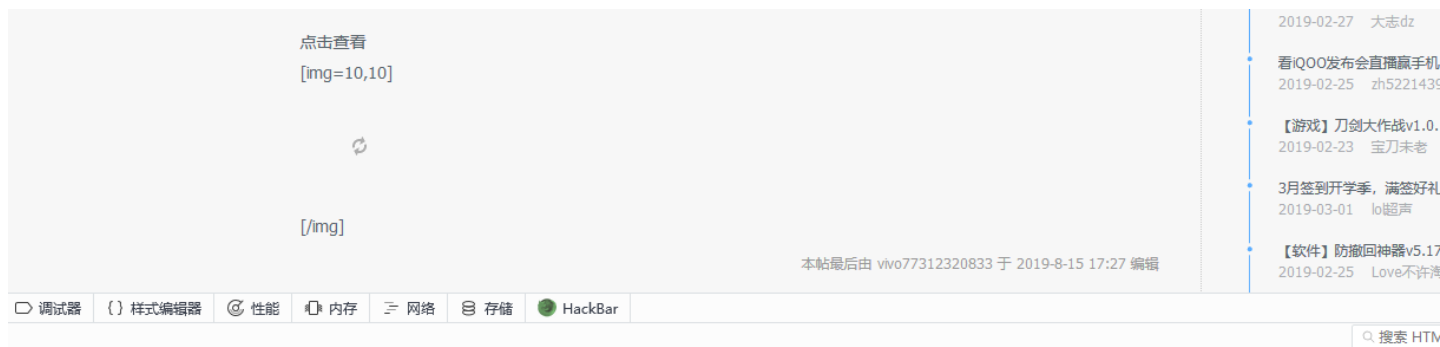 点击查看
[img=10,10]
[/img]
本帖最后由 vivo77312320833 于 2019-8-15 17:27 编辑
2019-02-27 大志dz
看iQOO发布会直播赢手机
2019-02-25 zh5221439
【游戏】刀剑大作战v1.0.
2019-02-23 宝刀未老
3月签到开学季，满签好礼
2019-03-01 lol超声
【软件】防撤回神器v5.17
2019-02-25 Love不许淘
调试器 {} 样式编辑器 性能 内存 网络 存储 HackBar
搜索 HTM